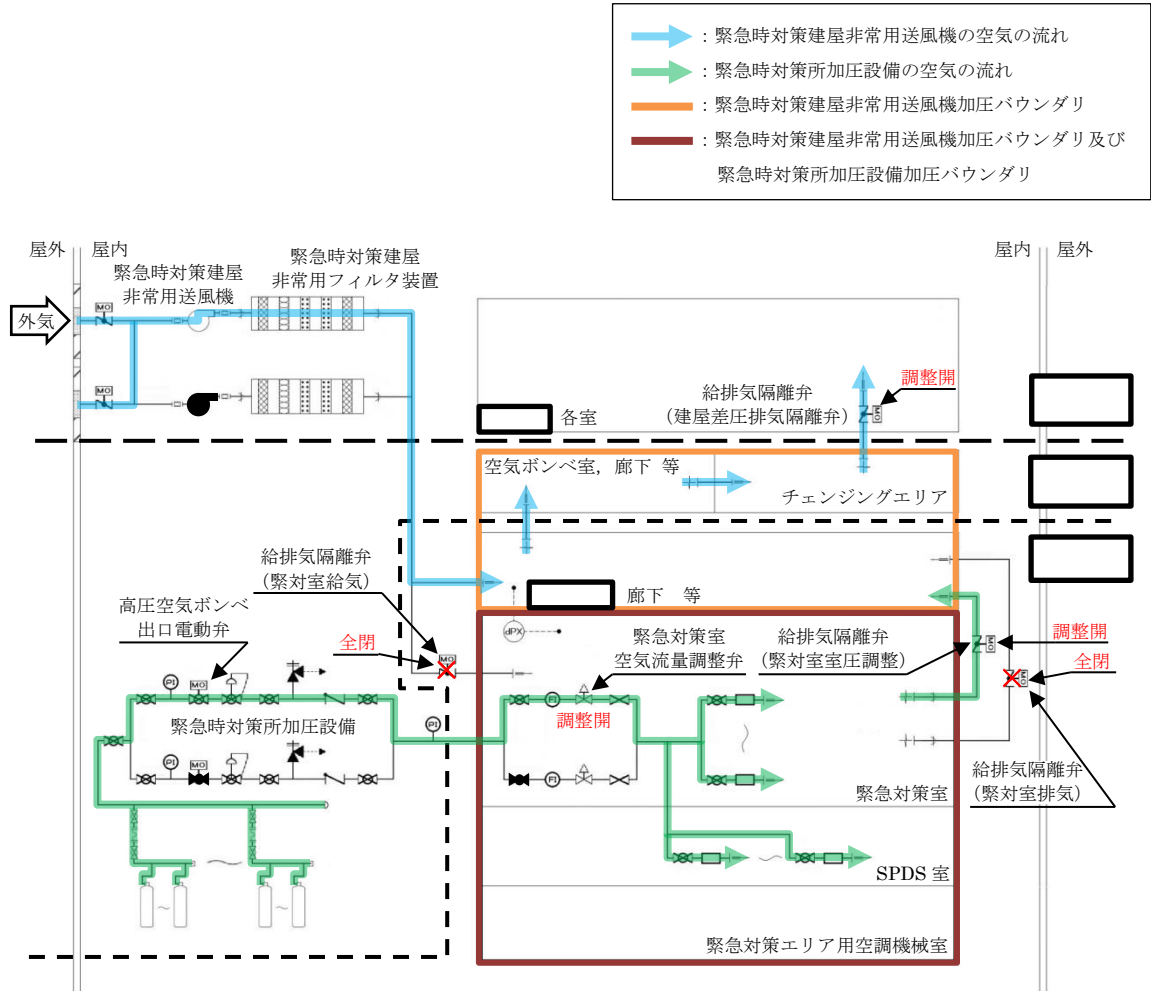 ：緊急時対策建屋非常用送風機の空気の流れ
：緊急時対策所加圧設備の空気の流れ
：緊急時対策建屋非常用送風機加圧バウンダリ
：緊急時対策建屋非常用送風機加圧バウンダリ及び
緊急時対策所加圧設備加圧バウンダリ
屋外
屋内
緊急時対策建屋
非常用送風機
緊急時対策建屋
非常用フィルタ装置
屋内
屋外
MO
外気
MO
給排気隔離弁
（建屋差圧排気隔離弁）
調整開
MO
各室
空気ボンベ室，廊下 等
チェンジングエリア
給排気隔離弁
（緊対室給気）
廊下 等
dPX
高圧空気ボンベ
出口電動弁
全閉
MO
緊急対策室
空気流量調整弁
給排気隔離弁
（緊対室室圧調整）
MO
調整開
全閉
MO
PI
MO
FI
調整開
PI
緊急時対策所加圧設備
PI
MO
FI
緊急対策室
給排気隔離弁
（緊対室排気）
SPDS 室
緊急対策エリア用空調機械室